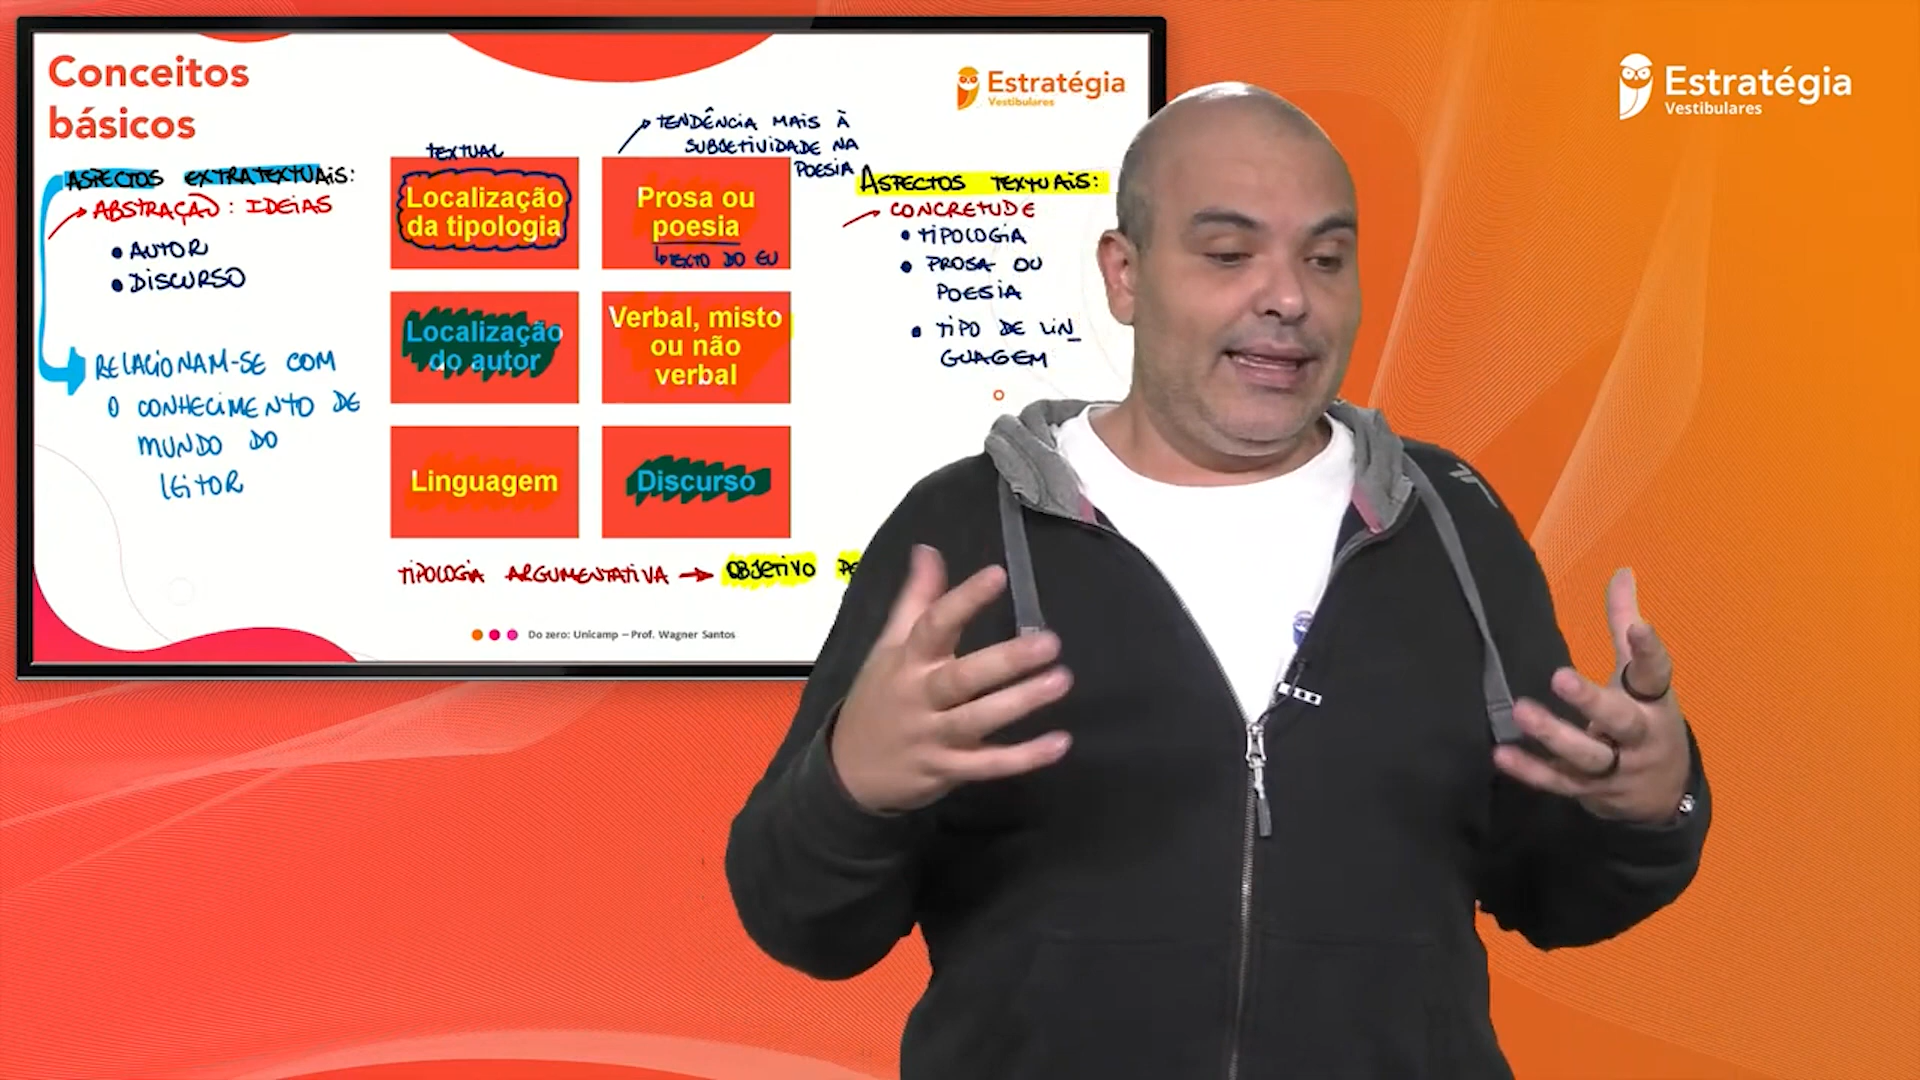 Conceitos
básicos
Estratégia
Vestibulares
ASPECTOS EXTRATEXTUAIS:
ABSTRAÇÃO: IDEIAS
• AUTOR
• DISCURSO
RELACIONAM-SE COM
O CONHECIMENTO DE
MUNDO DO
LEITOR
TEXTUAL
Localização
da tipologia
TENDÊNCIA MAIS À
SUBJETIVIDADE NA
POESIA
Prosa ou
poesia
TEXTO DO EU
Localização
do autor
Verbal, misto
ou não
verbal
Linguagem
Discurso
TIPOLOGIA ARGUMENTATIVA → OBJETIVO
ASPECTOS TEXTUAIS:
CONCRETUDE
• TIPOLOGIA
• PROSA OU
POESIA
• TIPO DE LIN
GUAGEM
Do zero: Unicamp – Prof. Wagner Santos
Estratégia
Vestibulares